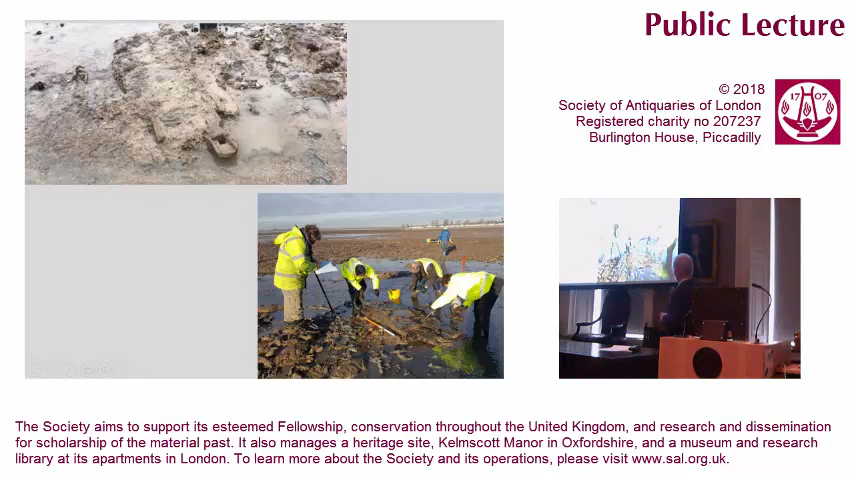 Public Lecture
© 2018
Society of Antiquaries of London
Registered charity no 207237
Burlington House, Piccadilly
17 07
The Society aims to support its esteemed Fellowship, conservation throughout the United Kingdom, and research and dissemination
for scholarship of the material past. It also manages a heritage site, Kelmscott Manor in Oxfordshire, and a museum and research
library at its apartments in London. To learn more about the Society and its operations, please visit www.sal.org.uk.